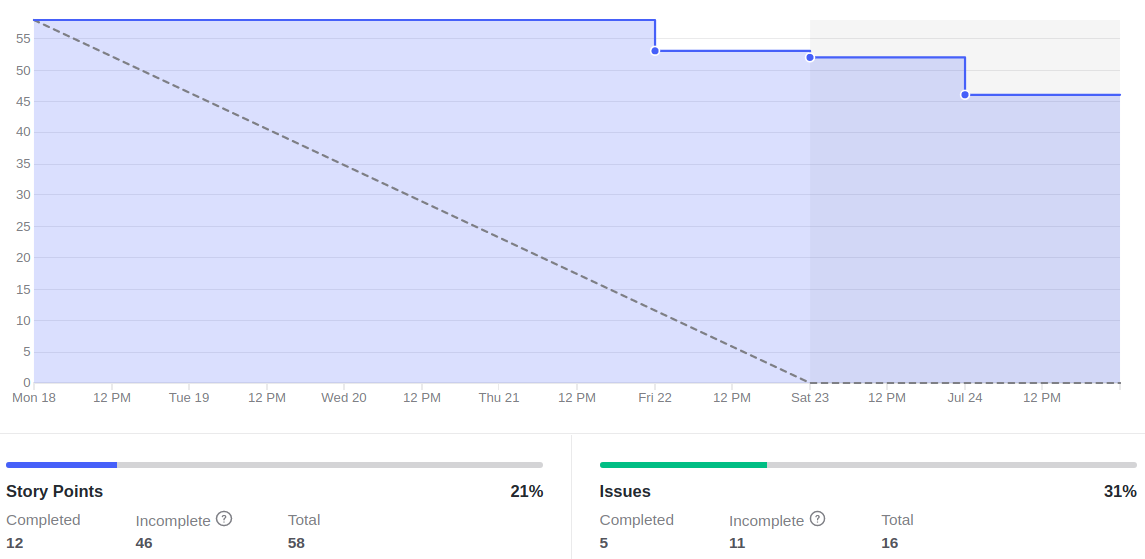 55
50
45
40
35
30
25
20
15
10
5
0
Mon 18 12 PM Tue 19 12 PM Wed 20 12 PM Thu 21 12 PM Fri 22 12 PM Sat 23 12 PM Jul 24 12 PM
Story Points 21%
Completed Incomplete ? Total
12 46 58
Issues 31%
Completed Incomplete ? Total
5 11 16